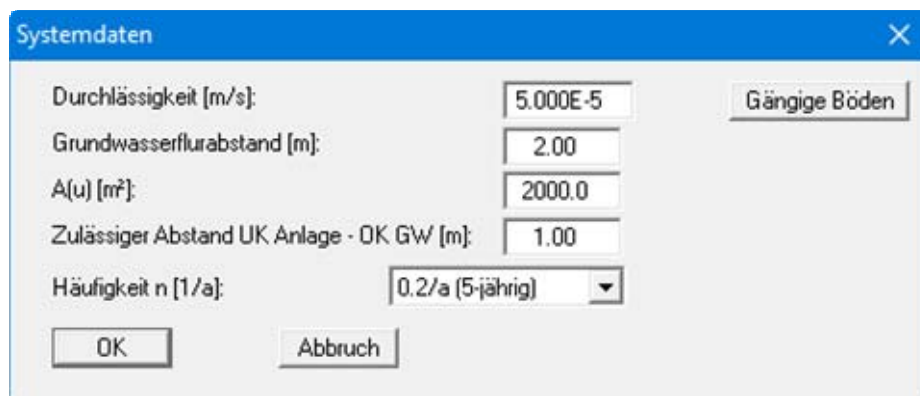 Systemdaten
Durchlässigkeit [m/s]: 5.000E-5 Gängige Böden
Grundwasserflurabstand [m]: 2.00
A(u) [m²]: 2000.0
Zulässiger Abstand UK Anlage - OK GW [m]: 1.00
Häufigkeit n [1/a]: 0.2/a (5-jährig)
OK Abbruch